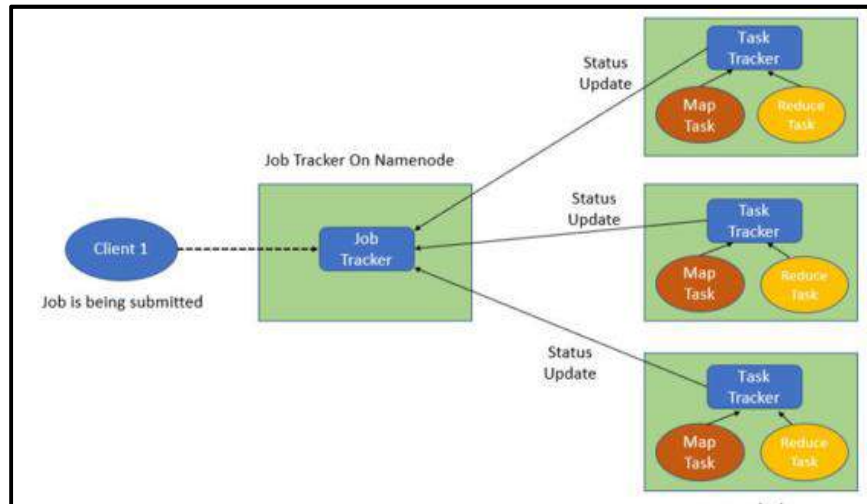 Task
Tracker
Status
Update
Map
Task
Reduce
Task
Job Tracker On Namenode
Client 1
Job
Tracker
Status
Update
Task
Tracker
Map
Task
Reduce
Task
Job is being submitted
Status
Update
Task
Tracker
Map
Task
Reduce
Task